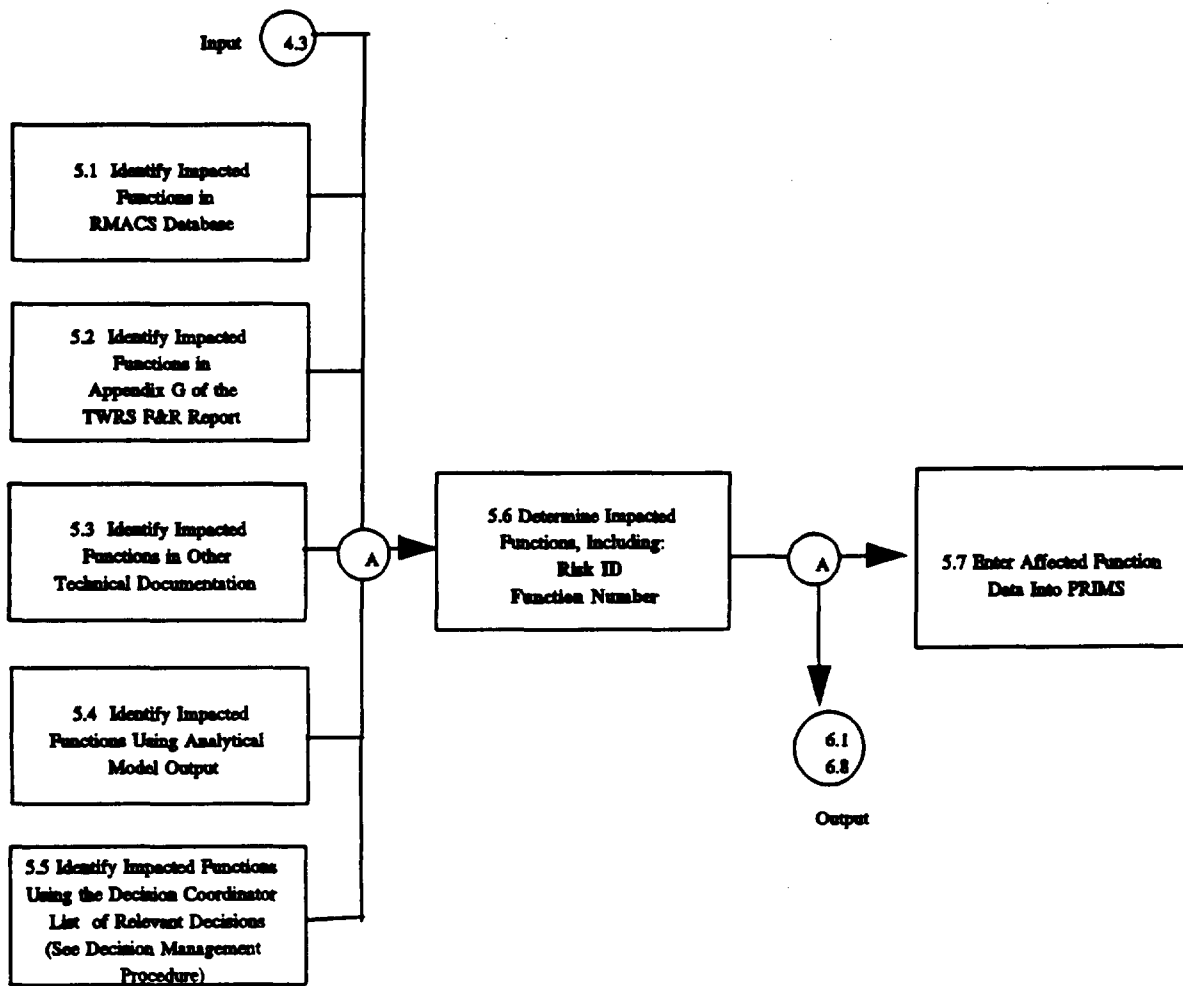 Input
4.3
5.1 Identify Impacted
Functions in
RMACS Database
5.2 Identify Impacted
Functions in
Appendix G of the
TWRS F&R Report
5.3 Identify Impacted
Functions in Other
Technical Documentation
5.4 Identify Impacted
Functions Using Analytical
Model Output
5.5 Identify Impacted Functions
Using the Decision Coordinator
List of Relevant Decisions
(See Decision Management
Procedure)
A
5.6 Determine Impacted
Functions, Including:
Risk ID
Function Number
A
5.7 Enter Affected Function
Data Into PRIMS
6.1
6.8
Output